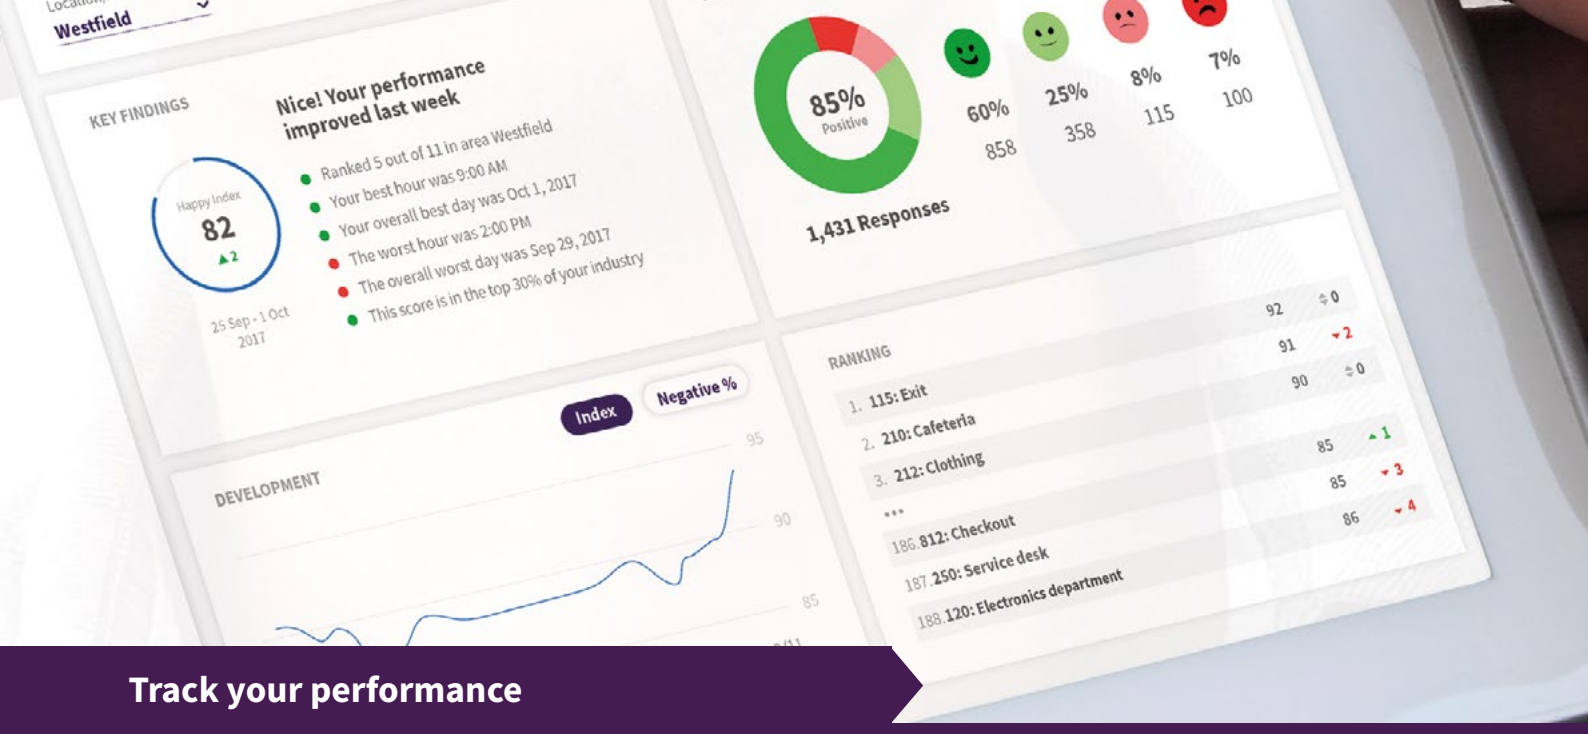 Westfield
KEY FINDINGS
Nice! Your performance
improved last week
Happy Index
82
▲2
25 Sep - 1 Oct
2017
Ranked 5 out of 11 in area Westfield
Your best hour was 9:00 AM
Your overall best day was Oct 1, 2017
The worst hour was 2:00 PM
The overall worst day was Sep 29, 2017
This score is in the top 30% of your industry
85%
Positive
60% 25% 8% 7%
858 358 115 100
1,431 Responses
Index Negative %
DEVELOPMENT
95
90
85
RANKING
1. 115: Exit 92 0
2. 210: Cafeteria 91 2
3. 212: Clothing 90 0
...
186. 812: Checkout 85 1
187. 250: Service desk 85 3
188. 120: Electronics department 86 4
Track your performance